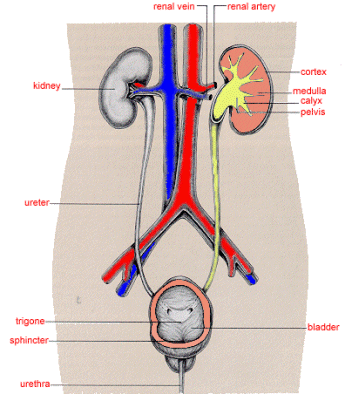 renal vein
renal artery
kidney
cortex
medulla
calyx
pelvis
ureter
trigone
bladder
sphincter
urethra